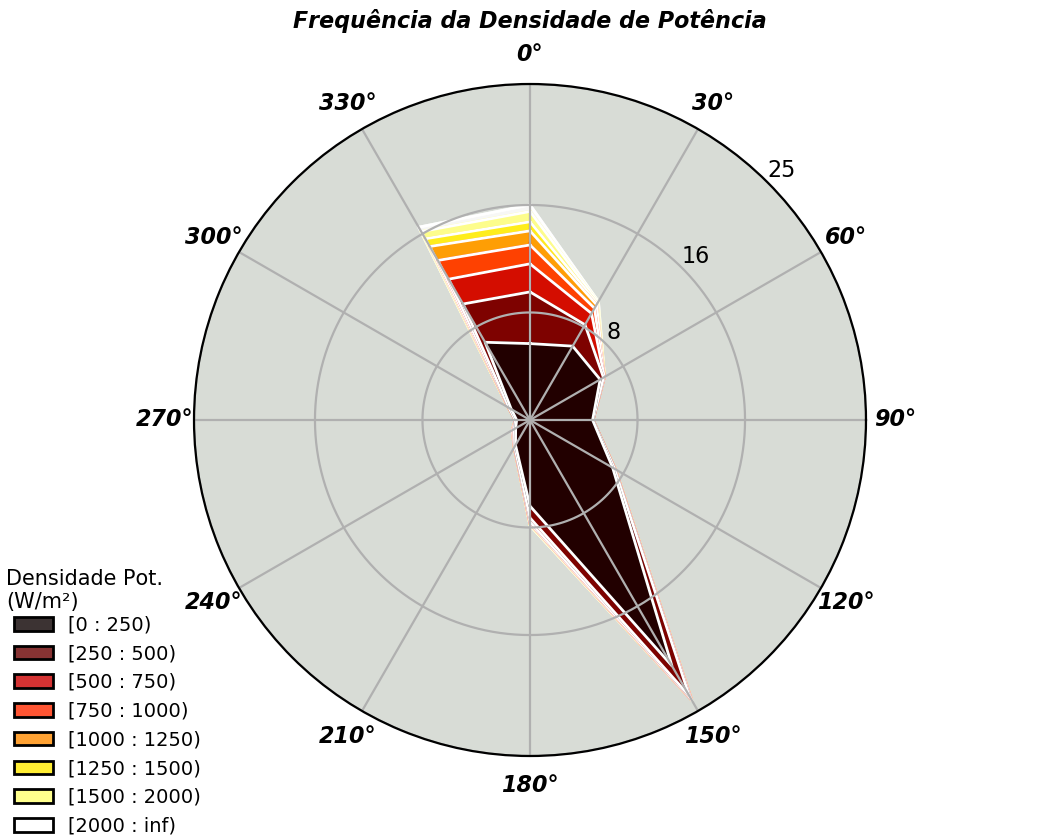 Frequência da Densidade de Potência
0°
330°
30°
25
300°
60°
16
8
270°
90°
240°
120°
210°
150°
180°
Densidade Pot.
(W/m²)
[0 : 250)
[250 : 500)
[500 : 750)
[750 : 1000)
[1000 : 1250)
[1250 : 1500)
[1500 : 2000)
[2000 : inf)